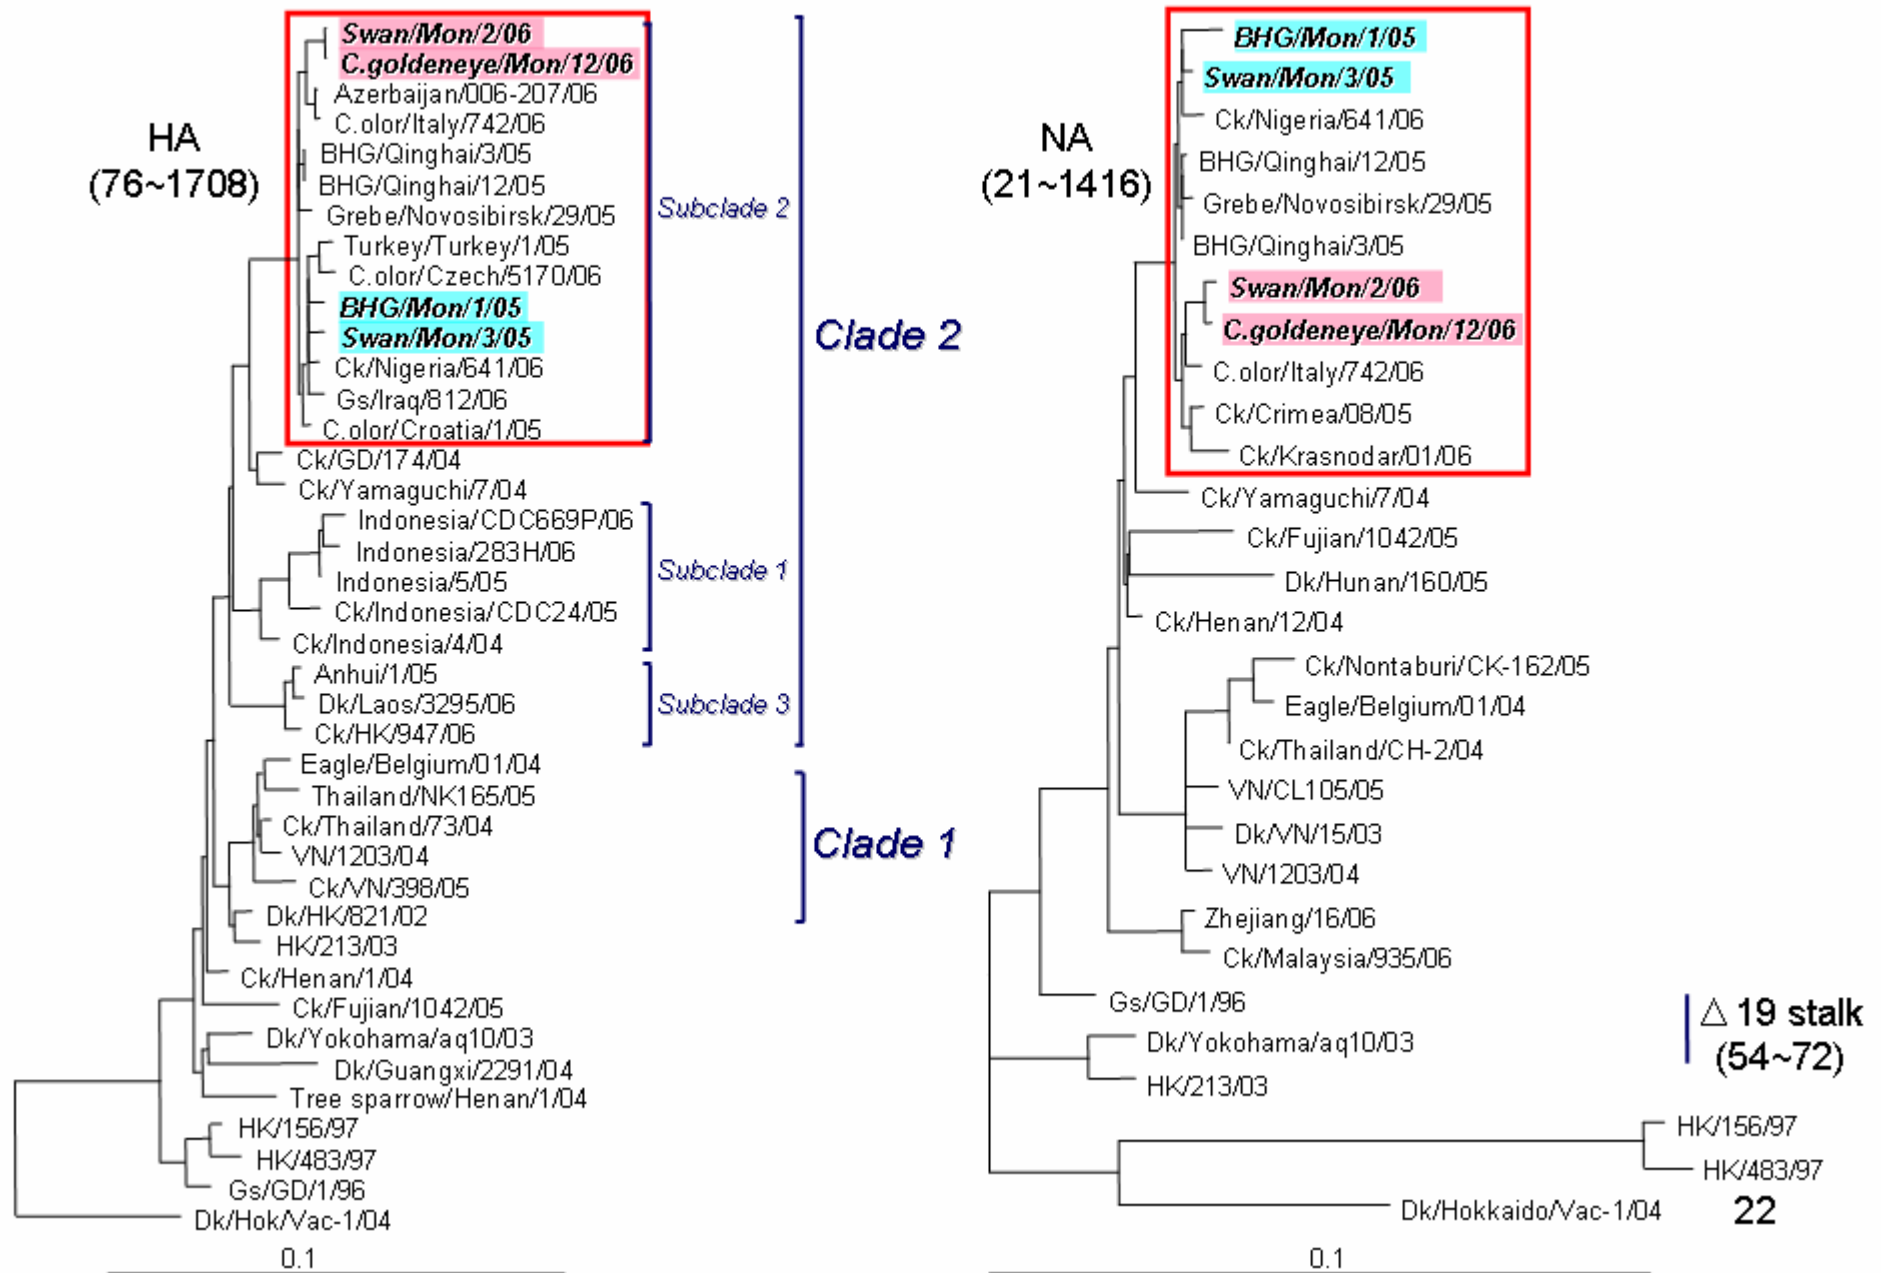 HA
(76~1708)
Swan/Mon/2/06
C.goldeneye/Mon/12/06
Azerbaijan/006-207/06
C.olor/Italy/742/06
BHG/Qinghai/3/05
BHG/Qinghai/12/05
Grebe/Novosibirsk/29/05
Turkey/Turkey/1/05
C.olor/Czech/5170/06
BHG/Mon/1/05
Swan/Mon/3/05
Ck/Nigeria/641/06
Gs/Iraq/812/06
C.olor/Croatia/1/05
Ck/GD/174/04
Ck/Yamaguchi/7/04
Indonesia/CDC669P/06
Indonesia/283H/06
Indonesia/5/05
Ck/Indonesia/CDC24/05
Ck/Indonesia/4/04
Anhui/1/05
Dk/Laos/3295/06
Ck/HK/947/06
Eagle/Belgium/01/04
Thailand/NK165/05
Ck/Thailand/73/04
VN/1203/04
Ck/VN/398/05
Dk/HK/821/02
HK/213/03
Ck/Henan/1/04
Ck/Fujian/1042/05
Dk/Yokohama/aq10/03
Dk/Guangxi/2291/04
Tree sparrow/Henan/1/04
HK/156/97
HK/483/97
Gs/GD/1/96
Dk/Hok/Vac-1/04
0.1
Subclade 2
Subclade 1
Subclade 3
Clade 2
Clade 1
NA
(21~1416)
BHG/Mon/1/05
Swan/Mon/3/05
Ck/Nigeria/641/06
BHG/Qinghai/12/05
Grebe/Novosibirsk/29/05
BHG/Qinghai/3/05
Swan/Mon/2/06
C.goldeneye/Mon/12/06
C.olor/Italy/742/06
Ck/Crimea/08/05
Ck/Krasnodar/01/06
Ck/Yamaguchi/7/04
Ck/Fujian/1042/05
Dk/Hunan/160/05
Ck/Henan/12/04
Ck/Nontaburi/CK-162/05
Eagle/Belgium/01/04
Ck/Thailand/CH-2/04
VN/CL105/05
Dk/VN/15/03
VN/1203/04
Zhejiang/16/06
Ck/Malaysia/935/06
Gs/GD/1/96
Dk/Yokohama/aq10/03
HK/213/03
HK/156/97
HK/483/97
Dk/Hokkaido/Vac-1/04
0.1
△ 19 stalk
(54~72)
22